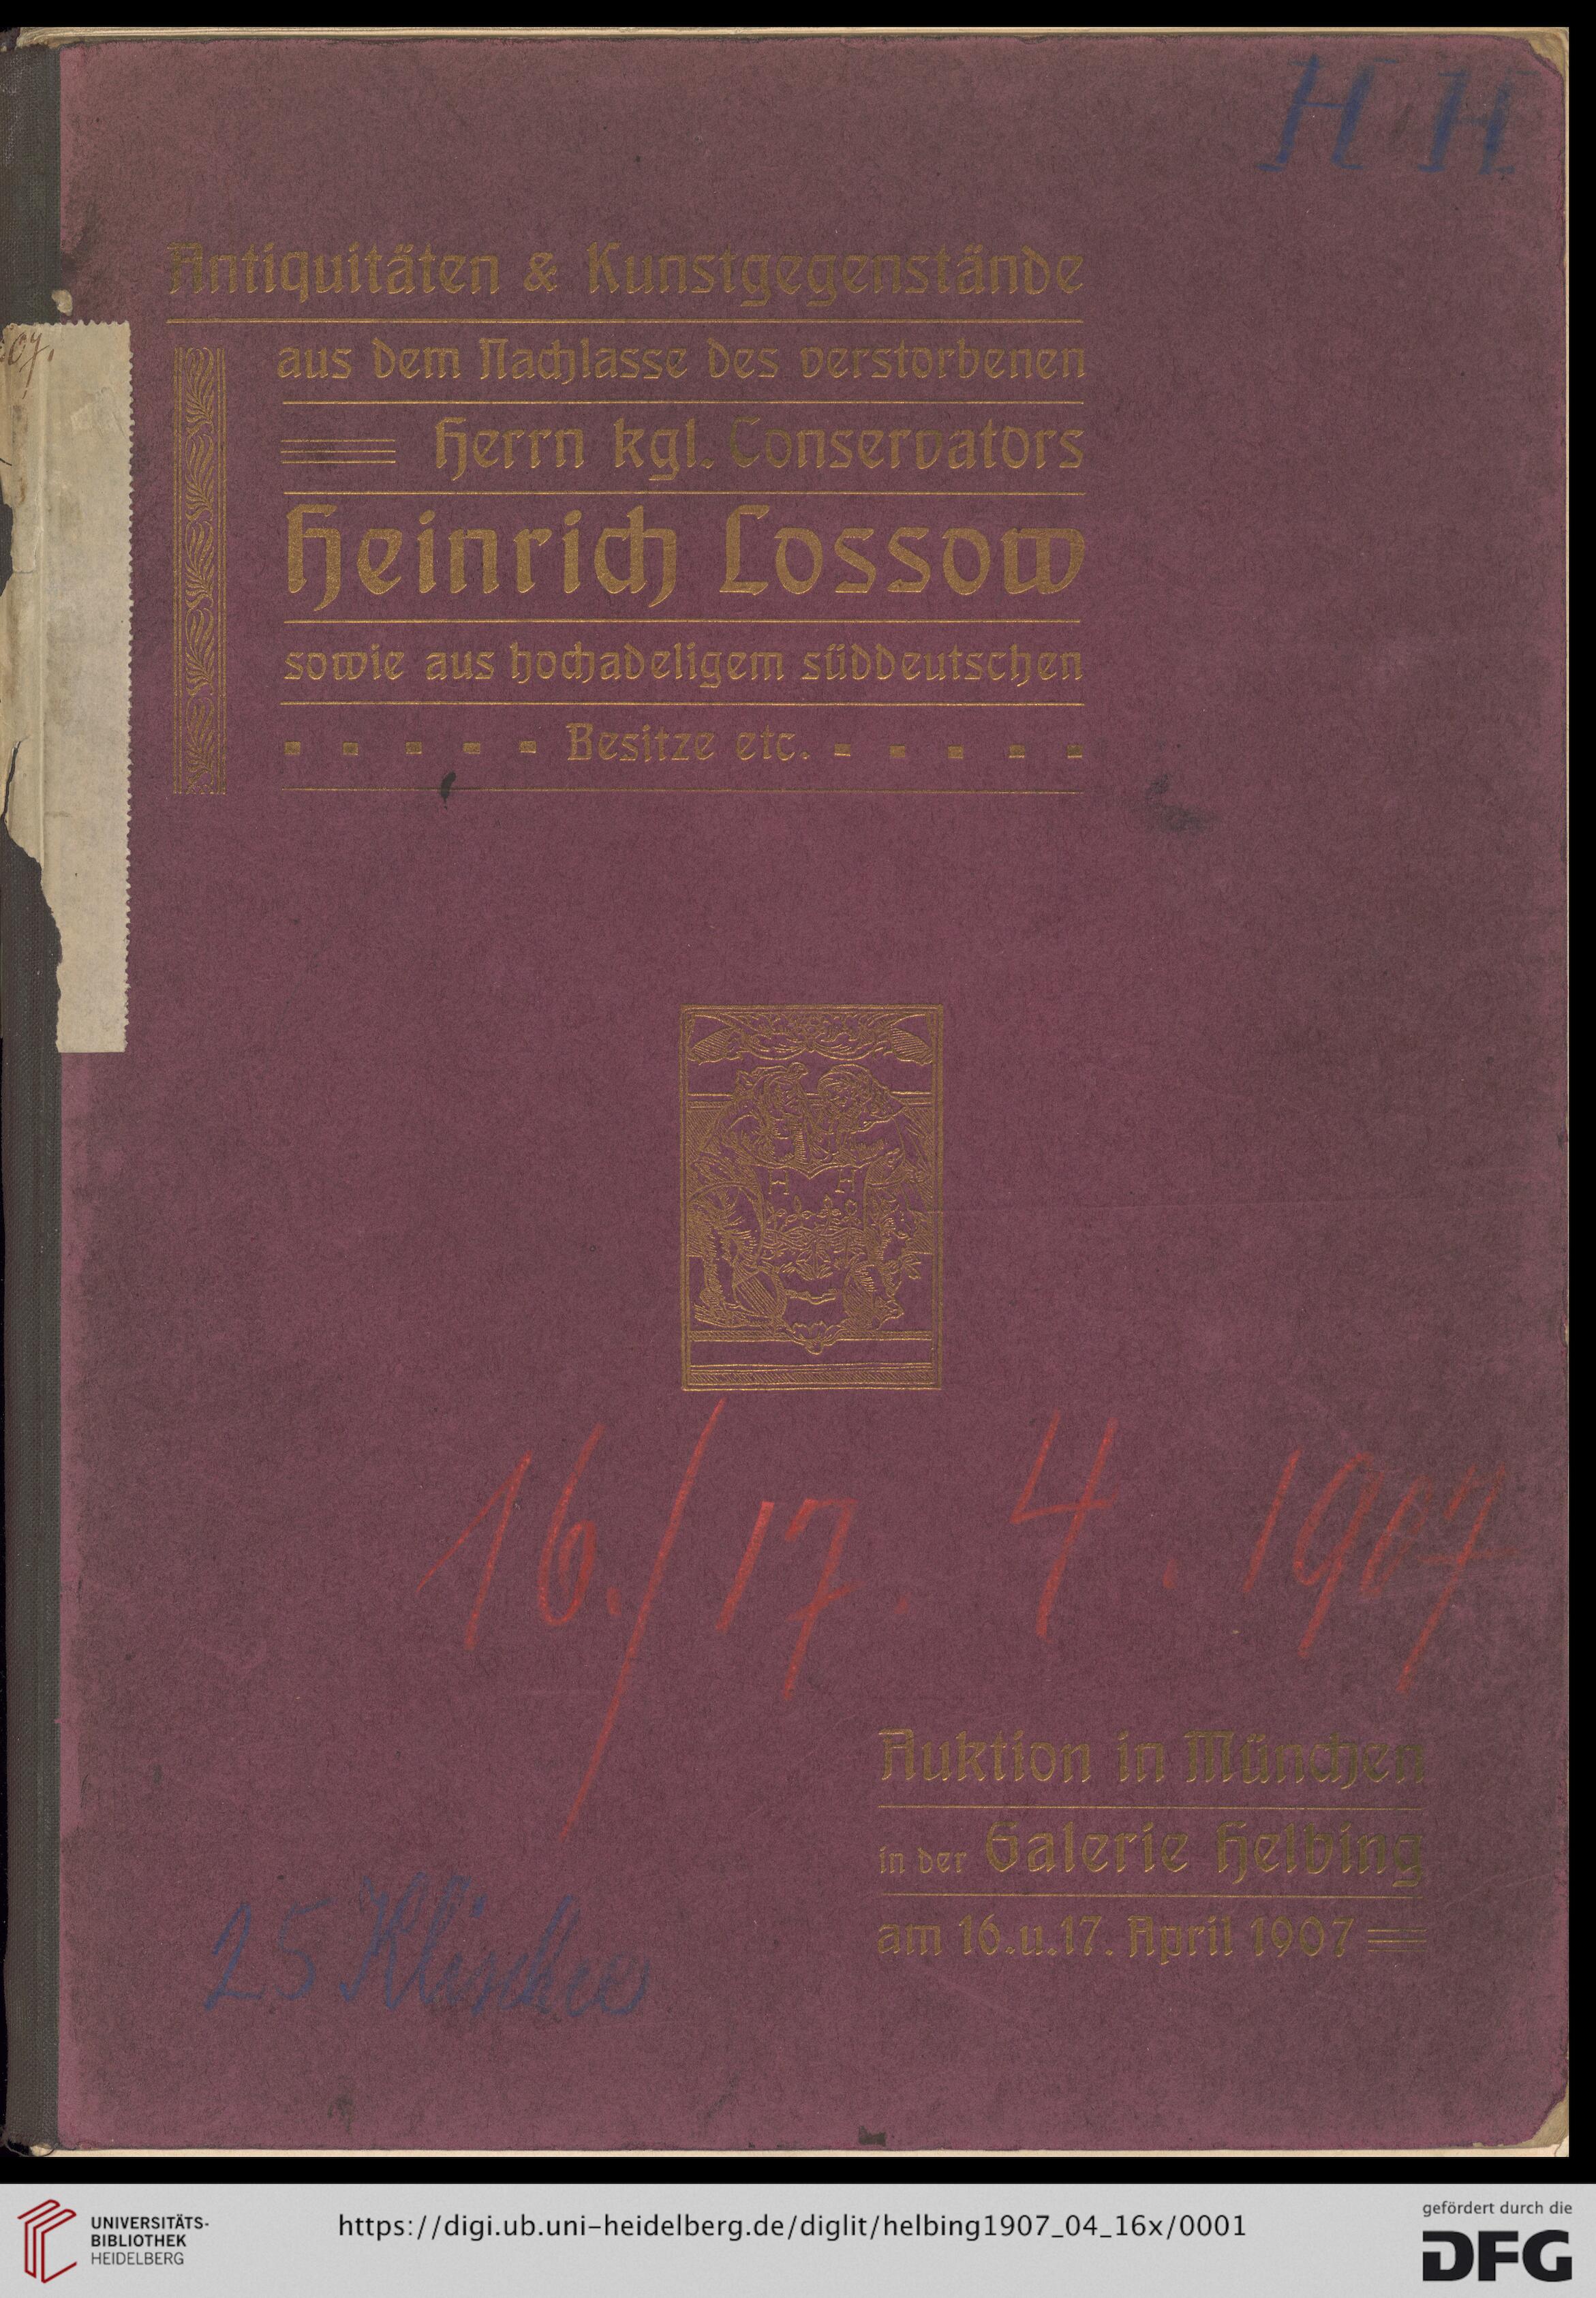 H H
Antiquitäten & Kunstgegenstände
07.
aus dem Nachlasse des verstorbenen
Herrn kgl. Conservators
Heinrich Lossow
sowie aus hochadeligem süddeutschen
Besitze etc.
H H
16./17. 4. 1907
Auktion in München
in der Galerie Helbing
am 16.u.17. April 1907
25
UNIVERSITÄTS-
BIBLIOTHEK
HEIDELBERG
https://digi.ub.uni-heidelberg.de/diglit/helbing1907_04_16x/0001
gefördert durch die
DFG